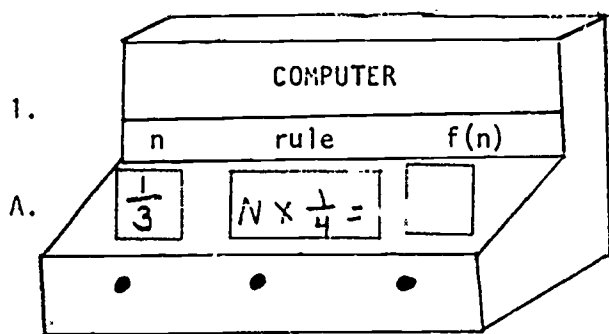 COMPUTER
1.
n rule f(n)
A. 1/3 N × 1/4 =